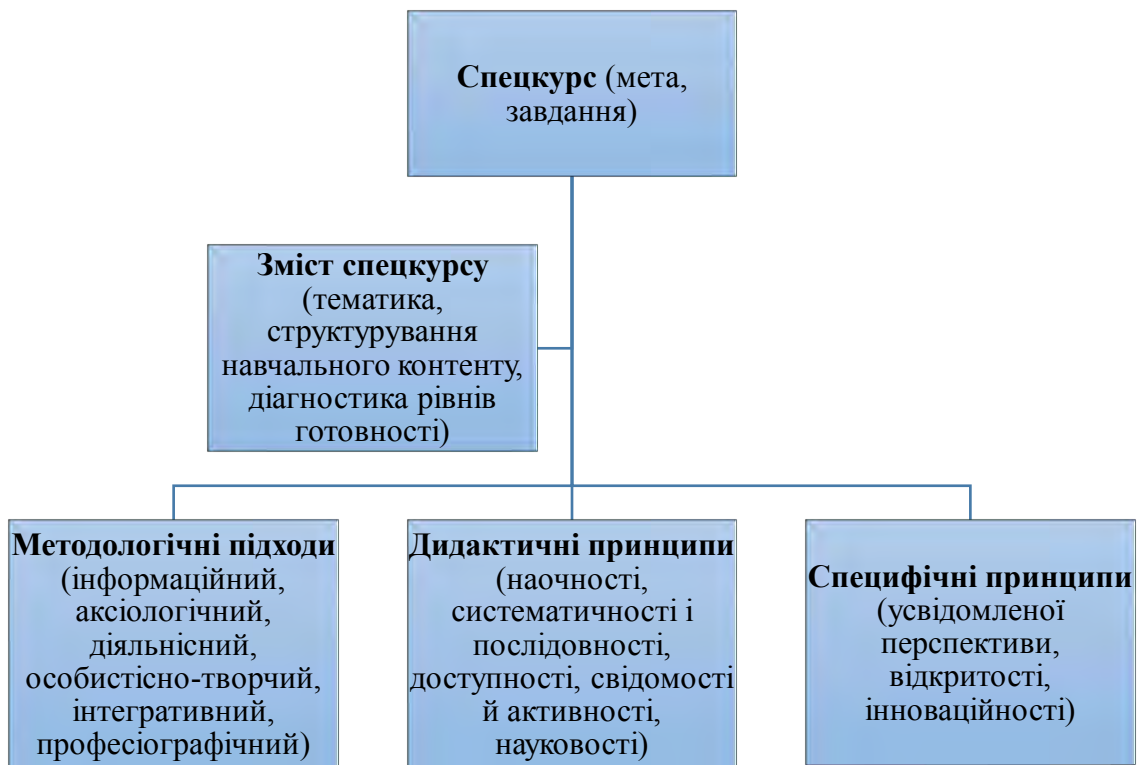 Спецкурс (мета,
завдання)
Зміст спецкурсу
(тематика,
структурування
навчального контенту,
діагностика рівнів
готовності)
Методологічні підходи
(інформаційний,
аксіологічний,
діяльнісний,
особистісно-творчий,
інтегративний,
професіографічний)
Дидактичні принципи
(наочності,
систематичності і
послідовності,
доступності, свідомості
й активності,
науковості)
Специфічні принципи
(усвідомленої
перспективи,
відкритості,
інноваційності)